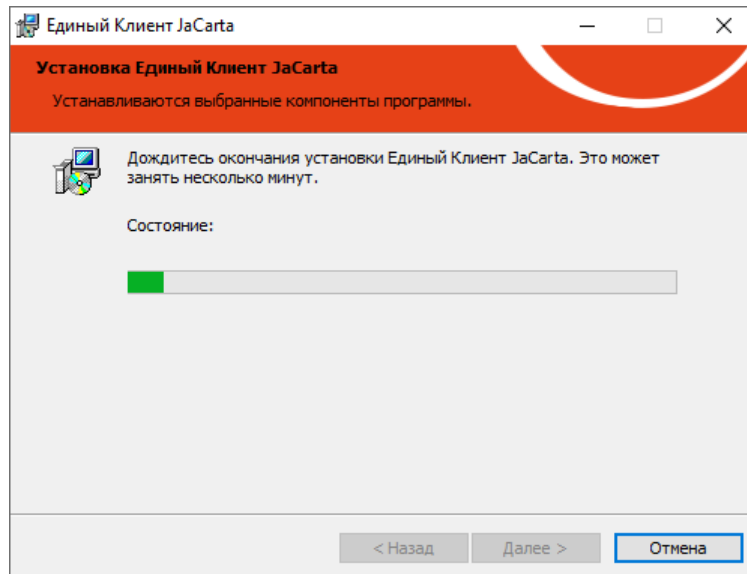 Единый Клиент JaCarta
Установка Единый Клиент JaCarta
Устанавливаются выбранные компоненты программы.
Дождитесь окончания установки Единый Клиент JaCarta. Это может
занять несколько минут.
Состояние:
< Назад
Далее >
Отмена